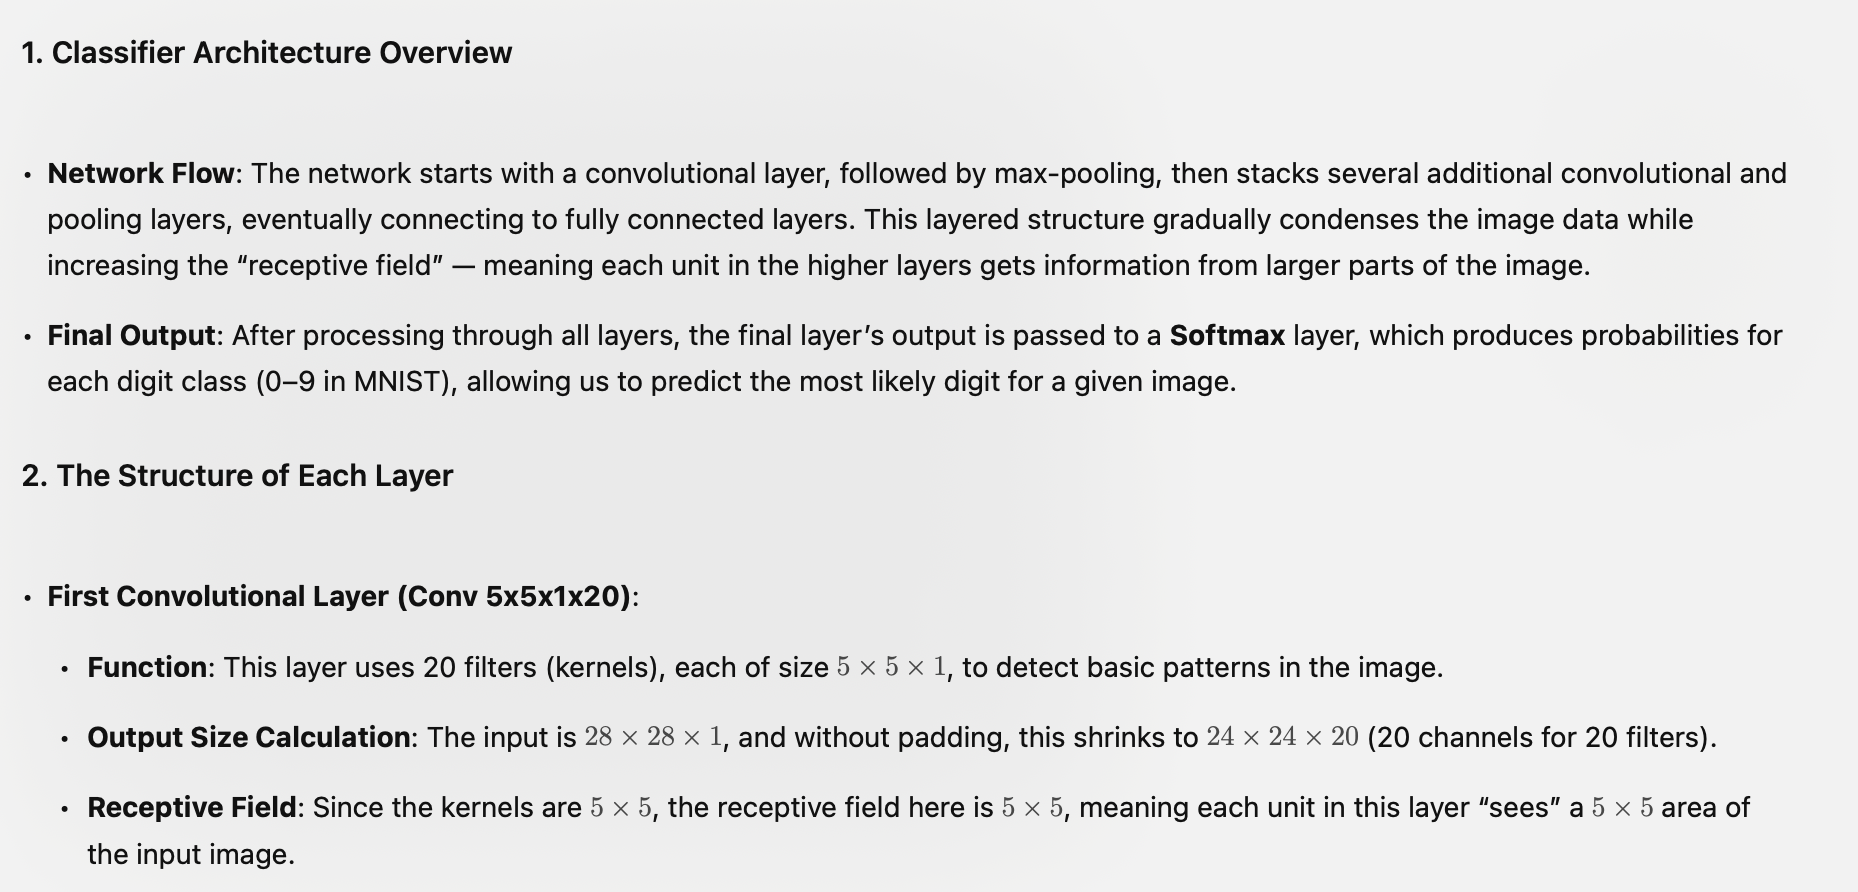 1. Classifier Architecture Overview
• Network Flow: The network starts with a convolutional layer, followed by max-pooling, then stacks several additional convolutional and
pooling layers, eventually connecting to fully connected layers. This layered structure gradually condenses the image data while
increasing the “receptive field” — meaning each unit in the higher layers gets information from larger parts of the image.
• Final Output: After processing through all layers, the final layer’s output is passed to a Softmax layer, which produces probabilities for
each digit class (0–9 in MNIST), allowing us to predict the most likely digit for a given image.
2. The Structure of Each Layer
• First Convolutional Layer (Conv 5x5x1x20):
• Function: This layer uses 20 filters (kernels), each of size 5 × 5 × 1, to detect basic patterns in the image.
• Output Size Calculation: The input is 28 × 28 × 1, and without padding, this shrinks to 24 × 24 × 20 (20 channels for 20 filters).
• Receptive Field: Since the kernels are 5 × 5, the receptive field here is 5 × 5, meaning each unit in this layer “sees” a 5 × 5 area of
the input image.